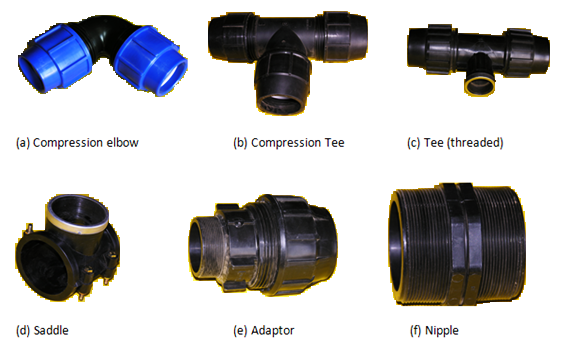 (a) Compression elbow
(b) Compression Tee
(c) Tee (threaded)
(d) Saddle
(e) Adaptor
(f) Nipple